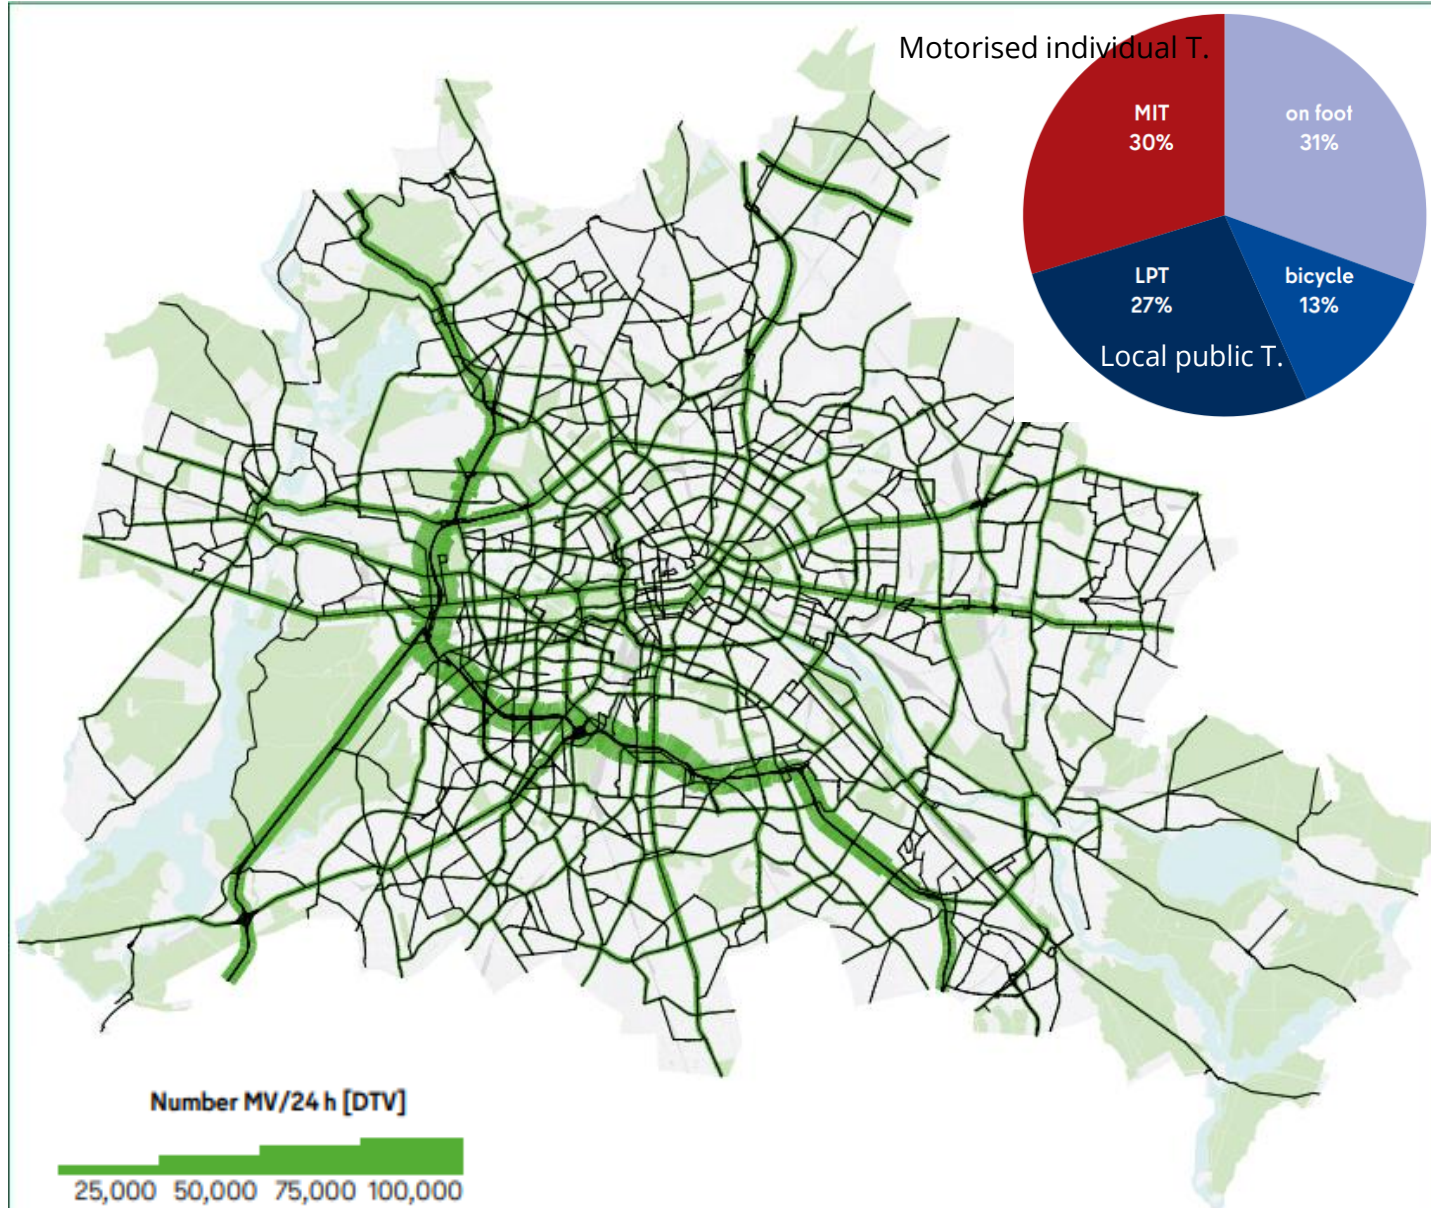 Motorised individual T.
MIT
30%
on foot
31%
LPT
27%
bicycle
13%
Local public T.
Number MV/24 h [DTV]
25,000 50,000 75,000 100,000